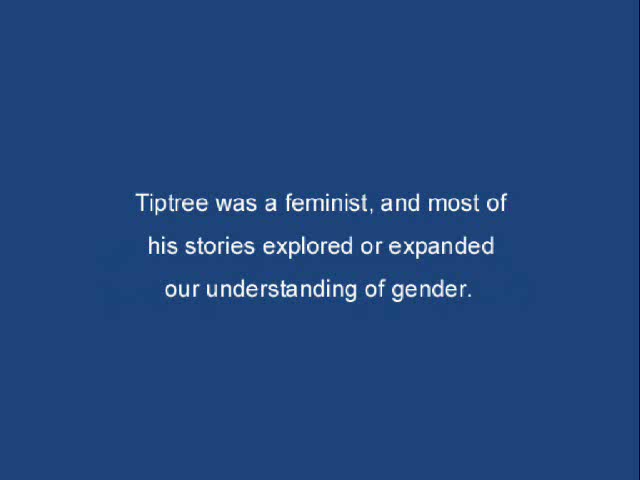 Tiptree was a feminist, and most of
his stories explored or expanded
our understanding of gender.